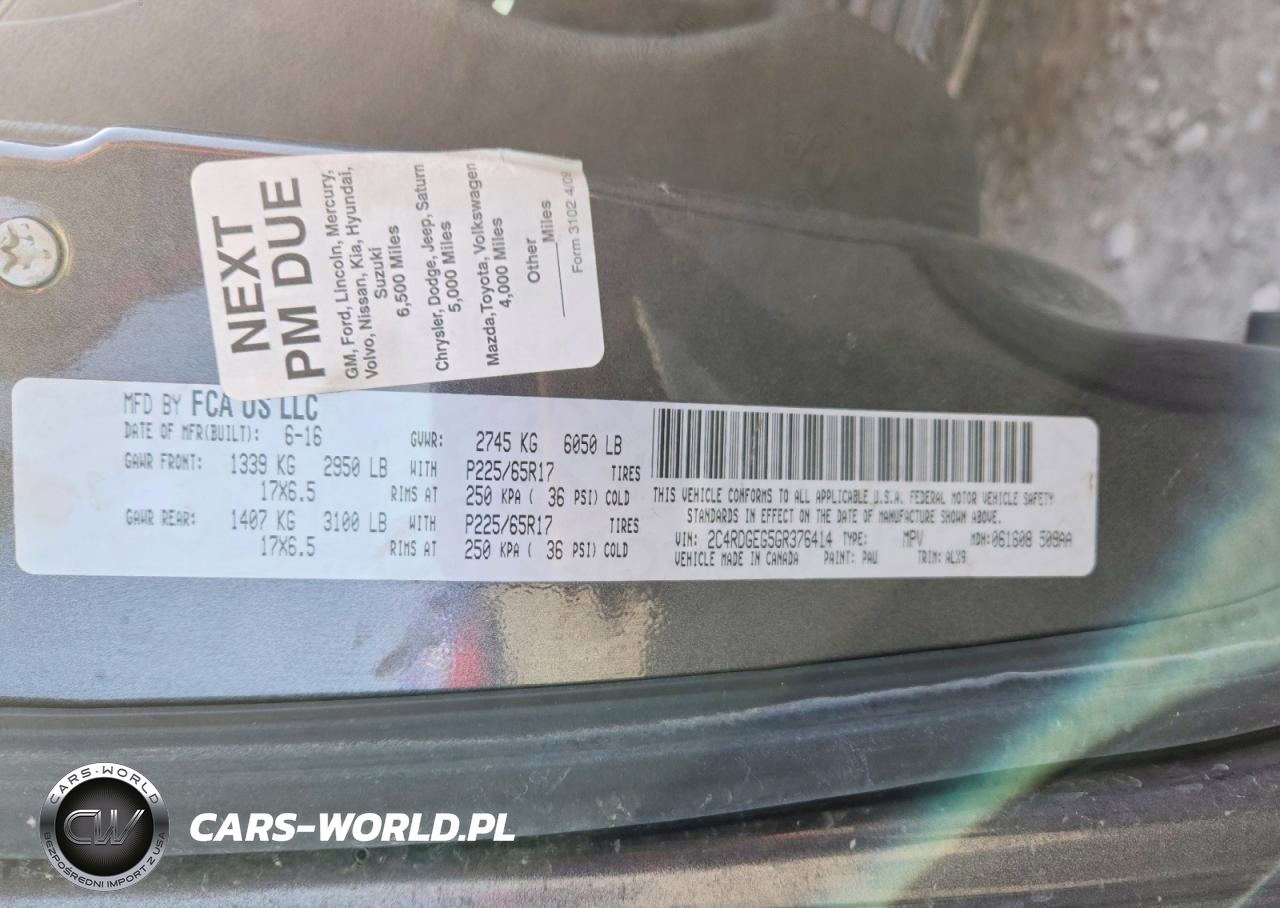 NEXT
PM DUE
GM, Ford, Lincoln, Mercury,
Volvo, Nissan, Kia, Hyundai,
Suzuki
6,500 Miles
Chrysler, Dodge, Jeep, Saturn
5,000 Miles
Mazda,Toyota, Volkswagen
4,000 Miles
Other
Miles
Form 3102 4/09
MFD BY FCA US LLC
DATE OF MFR(BUILT): 6-16 GVWR: 2745 KG 6050 LB
GAWR FRONT: 1339 KG 2950 LB WITH P225/65R17 TIRES
17X6.5 RIMS AT 250 KPA ( 36 PSI) COLD
GAWR REAR: 1407 KG 3100 LB WITH P225/65R17 TIRES
17X6.5 RIMS AT 250 KPA ( 36 PSI) COLD
THIS VEHICLE CONFORMS TO ALL APPLICABLE U.S.A. FEDERAL MOTOR VEHICLE SAFETY
STANDARDS IN EFFECT ON THE DATE OF MANUFACTURE SHOWN ABOVE.
VIN: 2C4RDGEG5GR376414 TYPE: MPV MDH: 061608 509AA
VEHICLE MADE IN CANADA PAINT: PAU TRIM: ALX9
CARS-WORLD
CW
BEZPOŚREDNI IMPORT Z USA
CARS-WORLD.PL